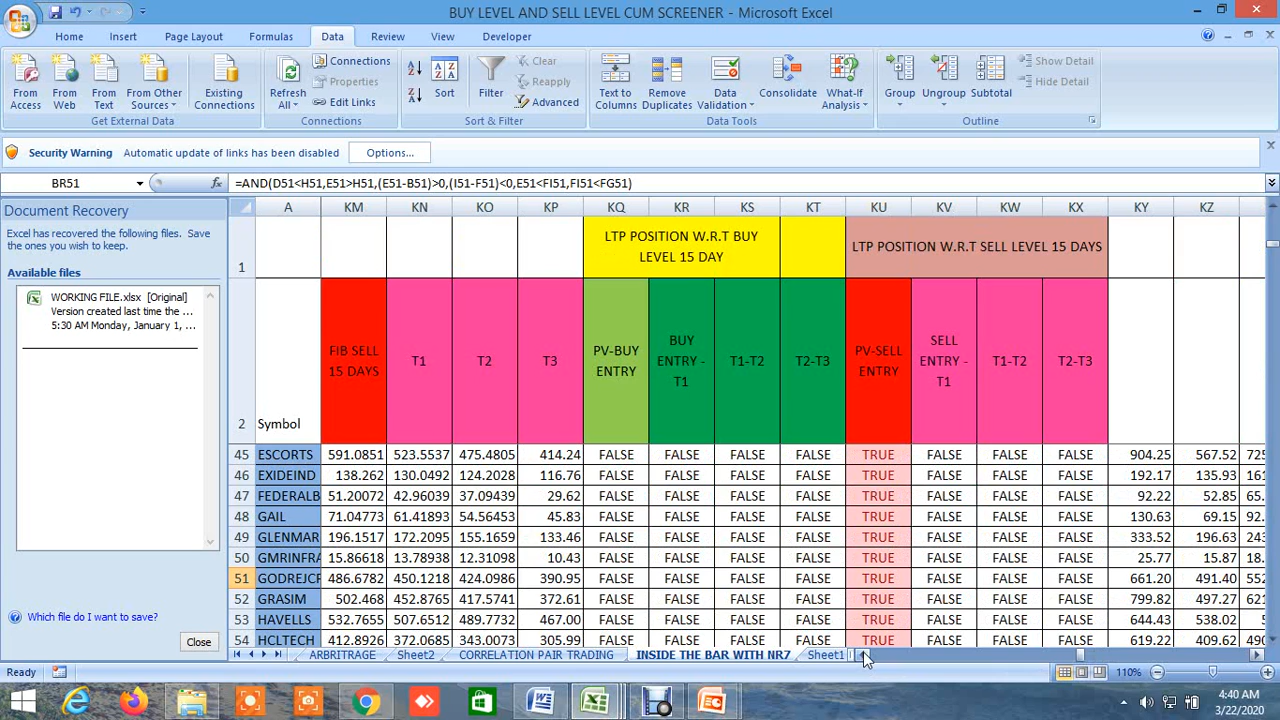 BUY LEVEL AND SELL LEVEL CUM SCREENER - Microsoft Excel
Home Insert Page Layout Formulas Data Review View Developer
From Access
From Web
From Text
From Other Sources
Existing Connections
Get External Data
Refresh All
Connections
Properties
Edit Links
Connections
Sort
Filter
Clear
Reapply
Advanced
Sort & Filter
Text to Columns
Remove Duplicates
Data Validation
Consolidate
What-If Analysis
Data Tools
Group
Ungroup
Subtotal
Show Detail
Hide Detail
Outline
Security Warning Automatic update of links has been disabled Options...
BR51 fx =AND(D51<H51,E51>H51,(E51-B51)>0,(I51-F51)<0,E51<FI51,FI51<FG51)
Document Recovery
Excel has recovered the following files. Save
the ones you wish to keep.
Available files
WORKING FILE.xlsx [Original]
Version created last time the ...
5:30 AM Monday, January 1, ...
Which file do I want to save?
Close
A KM KN KO KP KQ KR KS KT KU KV KW KX KY KZ
1 LTP POSITION W.R.T BUY LEVEL 15 DAY LTP POSITION W.R.T SELL LEVEL 15 DAYS
2 Symbol FIB SELL 15 DAYS T1 T2 T3 PV-BUY ENTRY BUY ENTRY - T1 T1-T2 T2-T3 PV-SELL ENTRY SELL ENTRY - T1 T1-T2 T2-T3
45 ESCORTS 591.0851 523.5537 475.4805 414.24 FALSE FALSE FALSE FALSE TRUE FALSE FALSE FALSE 904.25 567.52 725
46 EXIDEIND 138.262 130.0492 124.2028 116.76 FALSE FALSE FALSE FALSE TRUE FALSE FALSE FALSE 192.17 135.93 161
47 FEDERALB 51.20072 42.96039 37.09439 29.62 FALSE FALSE FALSE FALSE TRUE FALSE FALSE FALSE 92.22 52.85 65.
48 GAIL 71.04773 61.41893 54.56453 45.83 FALSE FALSE FALSE FALSE TRUE FALSE FALSE FALSE 130.63 69.15 92.
49 GLENMAR 196.1517 172.2095 155.1659 133.46 FALSE FALSE FALSE FALSE TRUE FALSE FALSE FALSE 333.52 196.63 243
50 GMRINFRA 15.86618 13.78938 12.31098 10.43 FALSE FALSE FALSE FALSE TRUE FALSE FALSE FALSE 25.77 15.87 18.
51 GODREJCP 486.6782 450.1218 424.0986 390.95 FALSE FALSE FALSE FALSE TRUE FALSE FALSE FALSE 661.20 491.40 552
52 GRASIM 502.468 452.8765 417.5741 372.61 FALSE FALSE FALSE FALSE TRUE FALSE FALSE FALSE 799.82 497.27 621
53 HAVELLS 532.7655 507.6512 489.7732 467.00 FALSE FALSE FALSE FALSE TRUE FALSE FALSE FALSE 644.43 538.02
54 HCLTECH 412.8926 372.0685 343.0073 305.99 FALSE FALSE FALSE FALSE TRUE FALSE FALSE FALSE 619.22 409.62
ARBRITRAGE Sheet2 CORRELATION PAIR TRADING INSIDE THE BAR WITH NR7 Sheet1
Ready 110%
4:40 AM
3/22/2020